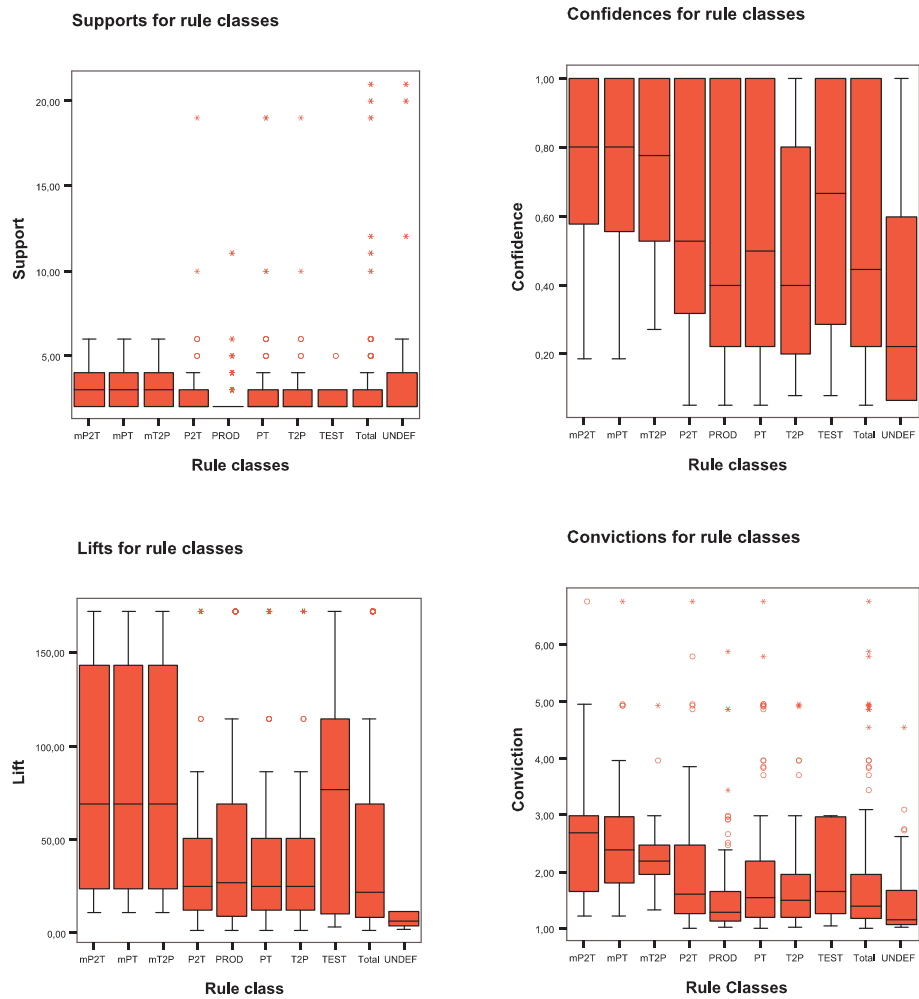 Supports for rule classes
Support
20,00
15,00
10,00
5,00
mP2T mPT mT2P P2T PROD PT T2P TEST Total UNDEF
Rule classes
Confidences for rule classes
Confidence
1,00
0,80
0,60
0,40
0,20
mP2T mPT mT2P P2T PROD PT T2P TEST Total UNDEF
Rule classes
Lifts for rule classes
Lift
150,00
100,00
50,00
0,00
mP2T mPT mT2P P2T PROD PT T2P TEST Total UNDEF
Rule class
Convictions for rule classes
Conviction
6,00
5,00
4,00
3,00
2,00
1,00
mP2T mPT mT2P P2T PROD PT T2P TEST Total UNDEF
Rule Classes